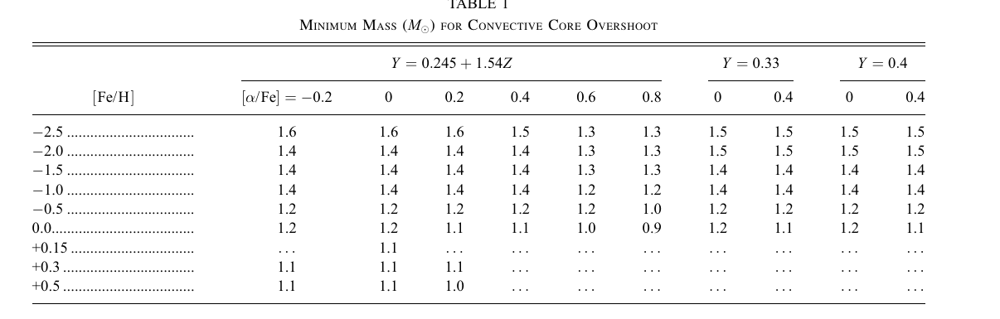 TABLE 1
Minimum Mass (M☉) for Convective Core Overshoot
Y = 0.245 + 1.54Z Y = 0.33 Y = 0.4
[Fe/H] [α/Fe] = −0.2 0 0.2 0.4 0.6 0.8 0 0.4 0 0.4
−2.5 ................................. 1.6 1.6 1.6 1.5 1.3 1.3 1.5 1.5 1.5 1.5
−2.0 ................................. 1.4 1.4 1.4 1.4 1.3 1.3 1.5 1.5 1.5 1.5
−1.5 ................................. 1.4 1.4 1.4 1.4 1.3 1.3 1.4 1.4 1.4 1.4
−1.0 ................................. 1.4 1.4 1.4 1.4 1.2 1.2 1.4 1.4 1.4 1.4
−0.5 ................................. 1.2 1.2 1.2 1.2 1.2 1.0 1.2 1.2 1.2 1.2
0.0..................................... 1.2 1.2 1.1 1.1 1.0 0.9 1.2 1.1 1.2 1.1
+0.15 ................................ ... 1.1 ... ... ... ... ... ... ... ...
+0.3 .................................. 1.1 1.1 1.1 ... ... ... ... ... ... ...
+0.5 .................................. 1.1 1.1 1.0 ... ... ... ... ... ... ...